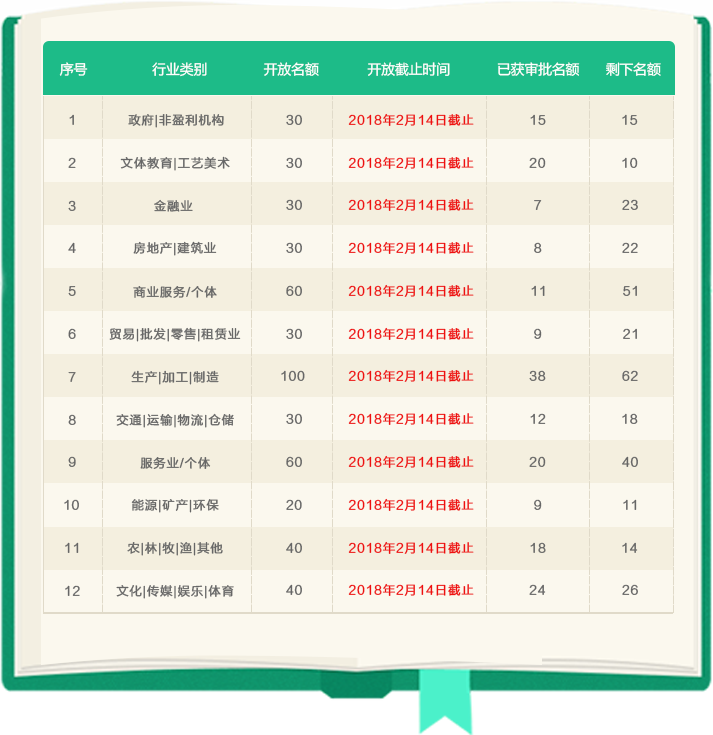 序号 行业类别 开放名额 开放截止时间 已获审批名额 剩下名额
1 政府|非盈利机构 30 2018年2月14日截止 15 15
2 文体教育|工艺美术 30 2018年2月14日截止 20 10
3 金融业 30 2018年2月14日截止 7 23
4 房地产|建筑业 30 2018年2月14日截止 8 22
5 商业服务/个体 60 2018年2月14日截止 11 51
6 贸易|批发|零售|租赁业 30 2018年2月14日截止 9 21
7 生产|加工|制造 100 2018年2月14日截止 38 62
8 交通|运输|物流|仓储 30 2018年2月14日截止 12 18
9 服务业/个体 60 2018年2月14日截止 20 40
10 能源|矿产|环保 20 2018年2月14日截止 9 11
11 农|林|牧|渔|其他 40 2018年2月14日截止 18 14
12 文化|传媒|娱乐|体育 40 2018年2月14日截止 24 26